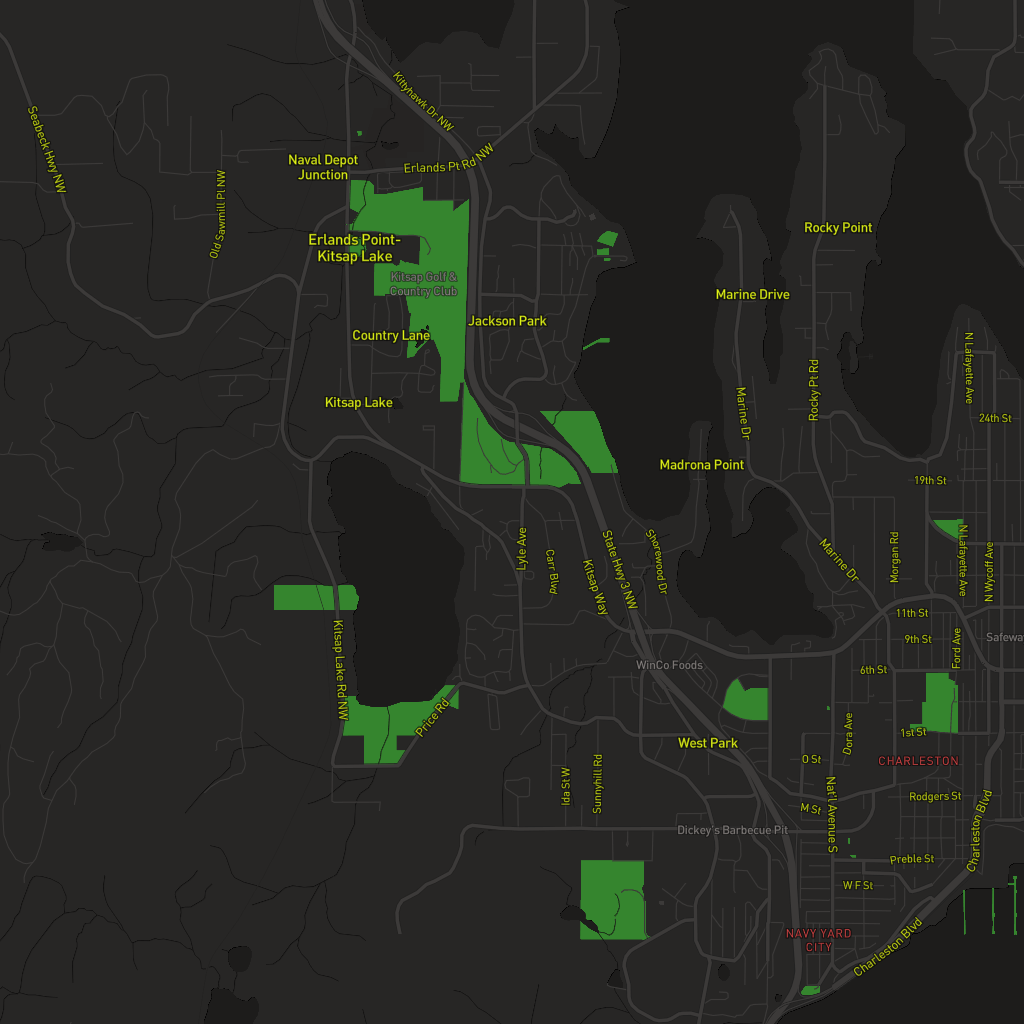 Kittyhawk Dr NW
Seabeck Hwy NW
Naval Depot
Junction
Erlands Pt Rd NW
Old Sawmill Pl NW
Rocky Point
Erlands Point-
Kitsap Lake
Kitsap Golf &
Country Club
Marine Drive
Jackson Park
Country Lane
N Lafayette Ave
Rocky Pt Rd
Kitsap Lake
Marine Dr
24th St
Madrona Point
19th St
Lyle Ave
Carr Blvd
Kitsap Way
State Hwy 3 NW
Shorewood Dr
Marine Dr
Morgan Rd
N Lafayette Ave
N Wycoff Ave
11th St
9th St
Ford Ave
Safeway
Kitsap Lake Rd NW
WinCo Foods
6th St
Price Rd
Dora Ave
1st St
West Park
O St
CHARLESTON
Ida St W
Sunnyhill Rd
Nat'l Avenue S
M St
Rodgers St
Charleston Blvd
Dickey's Barbecue Pit
Preble St
W F St
NAVY YARD
CITY
Charleston Blvd